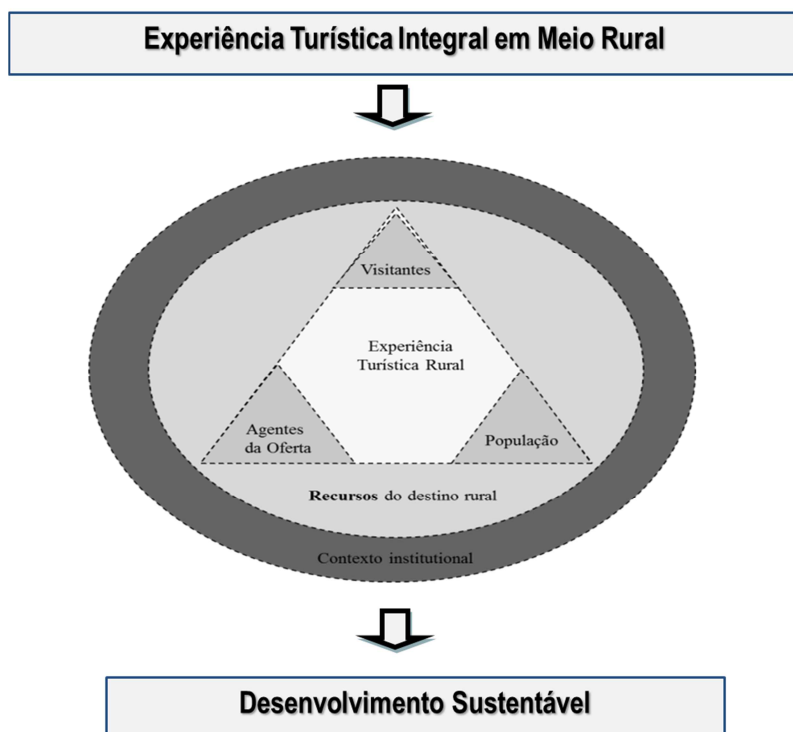 Experiência Turística Integral em Meio Rural
Visitantes
Experiência
Turística Rural
Agentes
da Oferta
População
Recursos do destino rural
Contexto institutional
Desenvolvimento Sustentável